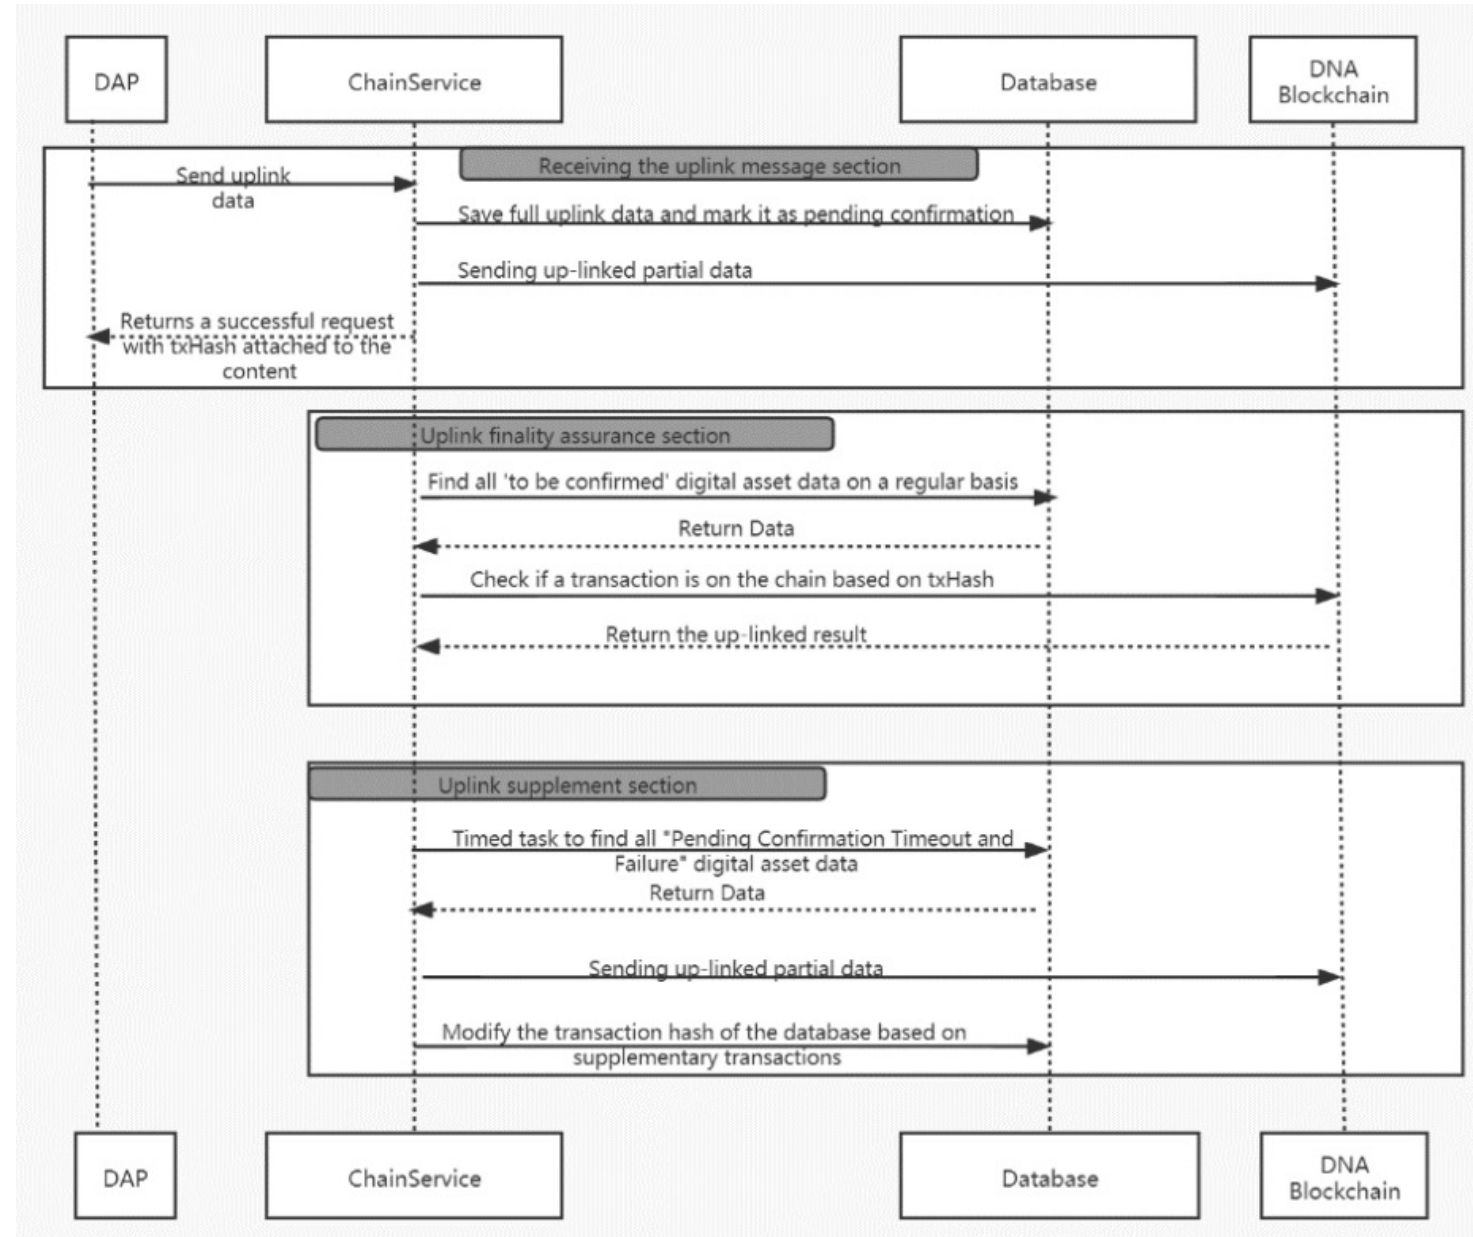 DAP
ChainService
Database
DNA
Blockchain
Receiving the uplink message section
Send uplink
data
Save full uplink data and mark it as pending confirmation
Sending up-linked partial data
Returns a successful request
with txHash attached to the
content
Uplink finality assurance section
Find all 'to be confirmed' digital asset data on a regular basis
Return Data
Check if a transaction is on the chain based on txHash
Return the up-linked result
Uplink supplement section
Timed task to find all "Pending Confirmation Timeout and
Failure" digital asset data
Return Data
Sending up-linked partial data
Modify the transaction hash of the database based on
supplementary transactions
DAP
ChainService
Database
DNA
Blockchain